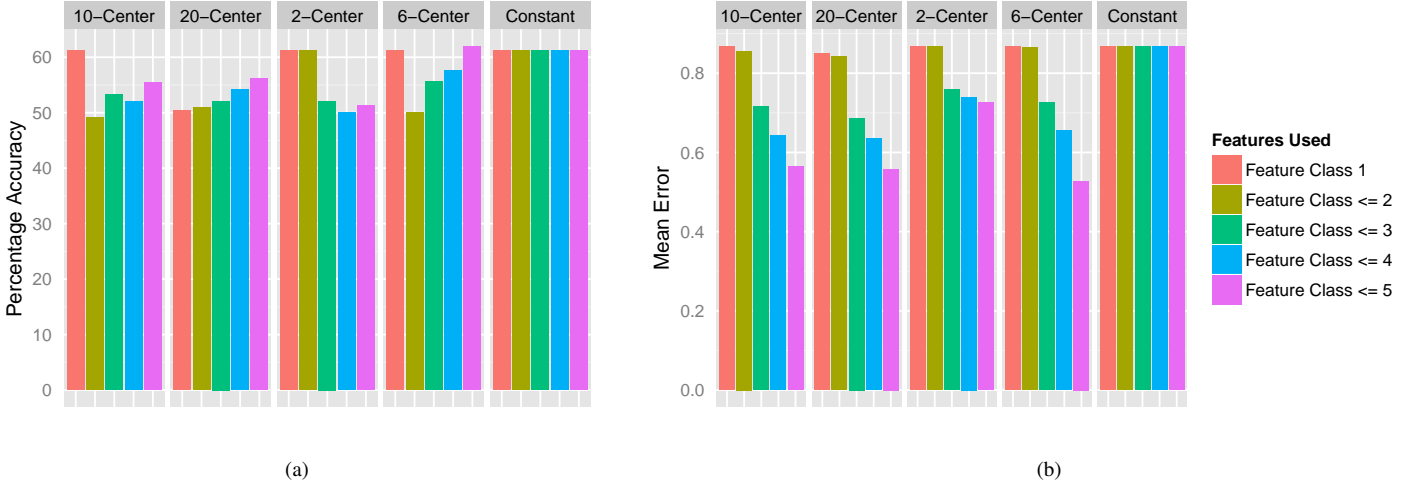 10−Center 20−Center 2−Center 6−Center Constant
Percentage Accuracy
60
50
40
30
20
10
0
(a)
10−Center 20−Center 2−Center 6−Center Constant
Mean Error
0.8
0.6
0.4
0.2
0.0
(b)
Features Used
Feature Class 1
Feature Class <= 2
Feature Class <= 3
Feature Class <= 4
Feature Class <= 5